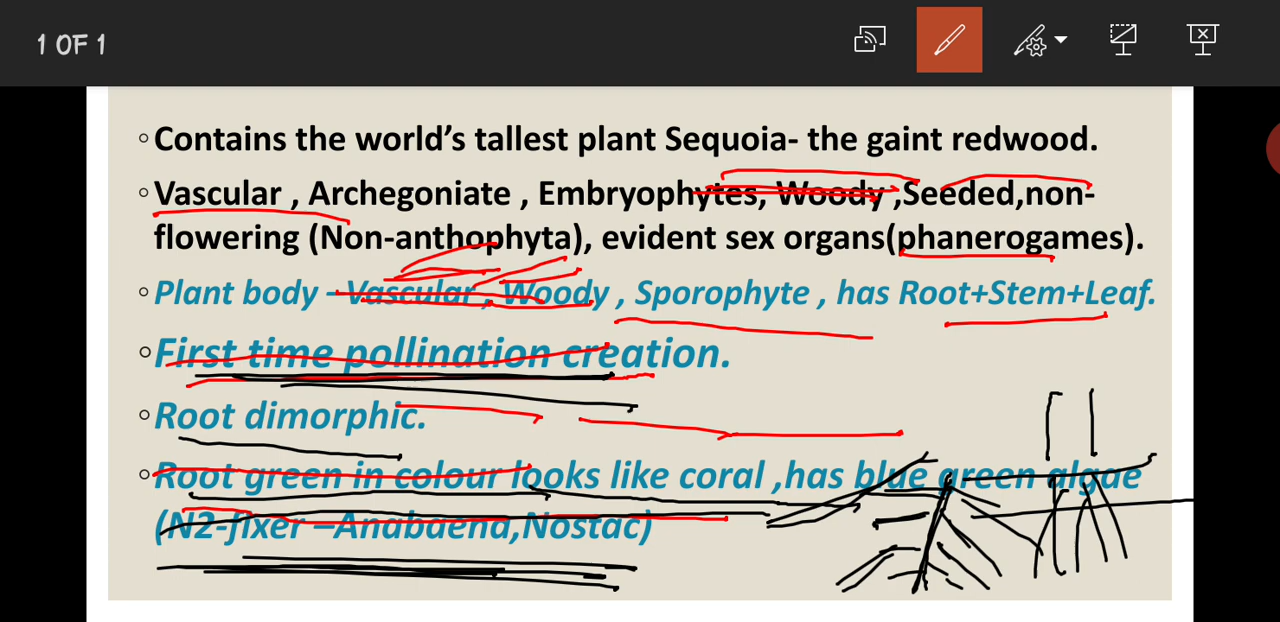 1 OF 1
Contains the world's tallest plant Sequoia- the gaint redwood.
Vascular , Archegoniate , Embryophytes, Woody ,Seeded,non-
flowering (Non-anthophyta), evident sex organs(phanerogames).
Plant body – Vascular , Woody , Sporophyte , has Root+Stem+Leaf.
First time pollination creation.
Root dimorphic.
Root green in colour looks like coral ,has blue green algae
(N2-fixer –Anabaena,Nostac)